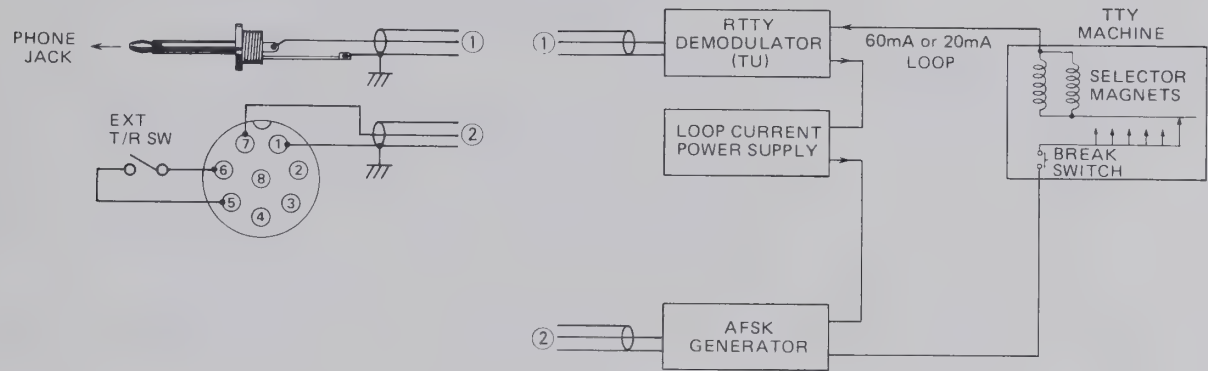 PHONE
JACK
①
EXT
T/R SW
②
7
1
6
2
8
5
3
4
①
RTTY
DEMODULATOR
(TU)
60mA or 20mA
LOOP
TTY
MACHINE
SELECTOR
MAGNETS
LOOP CURRENT
POWER SUPPLY
BREAK
SWITCH
②
AFSK
GENERATOR